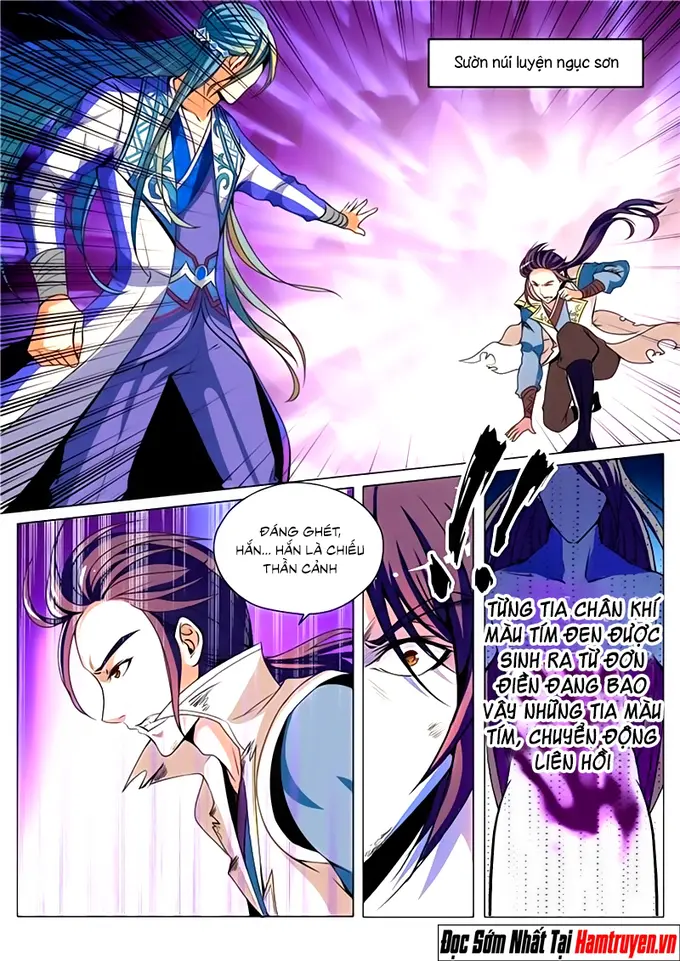 Sườn núi luyện ngục sơn
ĐÁNG GHÉT,
HẮN... HẮN LÀ CHIẾU
THẦN CẢNH
TỪNG TIA CHÂN KHÍ
MÀU TÍM ĐEN ĐƯỢC
SINH RA TỪ ĐƠN
ĐIỀN ĐANG BAO
VÂY NHỮNG TIA MÀU
TÍM, CHUYỂN ĐỘNG
LIÊN HỒI
ĐỌC SỚM NHẤT TẠI Hamtruyen.vn